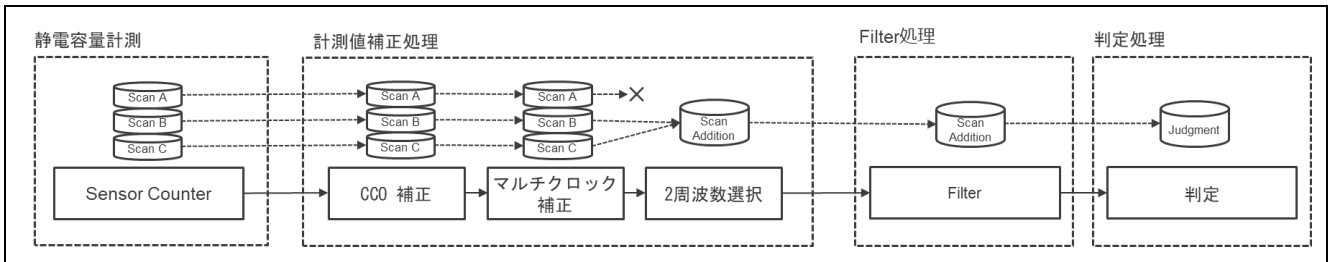 静電容量計測
計測値補正処理
Filter処理
判定処理
Scan A
Scan B
Scan C
Scan A
Scan B
Scan C
Scan A
Scan B
Scan C
Scan
Addition
Scan
Addition
Judgment
Sensor Counter
CCO 補正
マルチクロック
補正
2周波数選択
Filter
判定